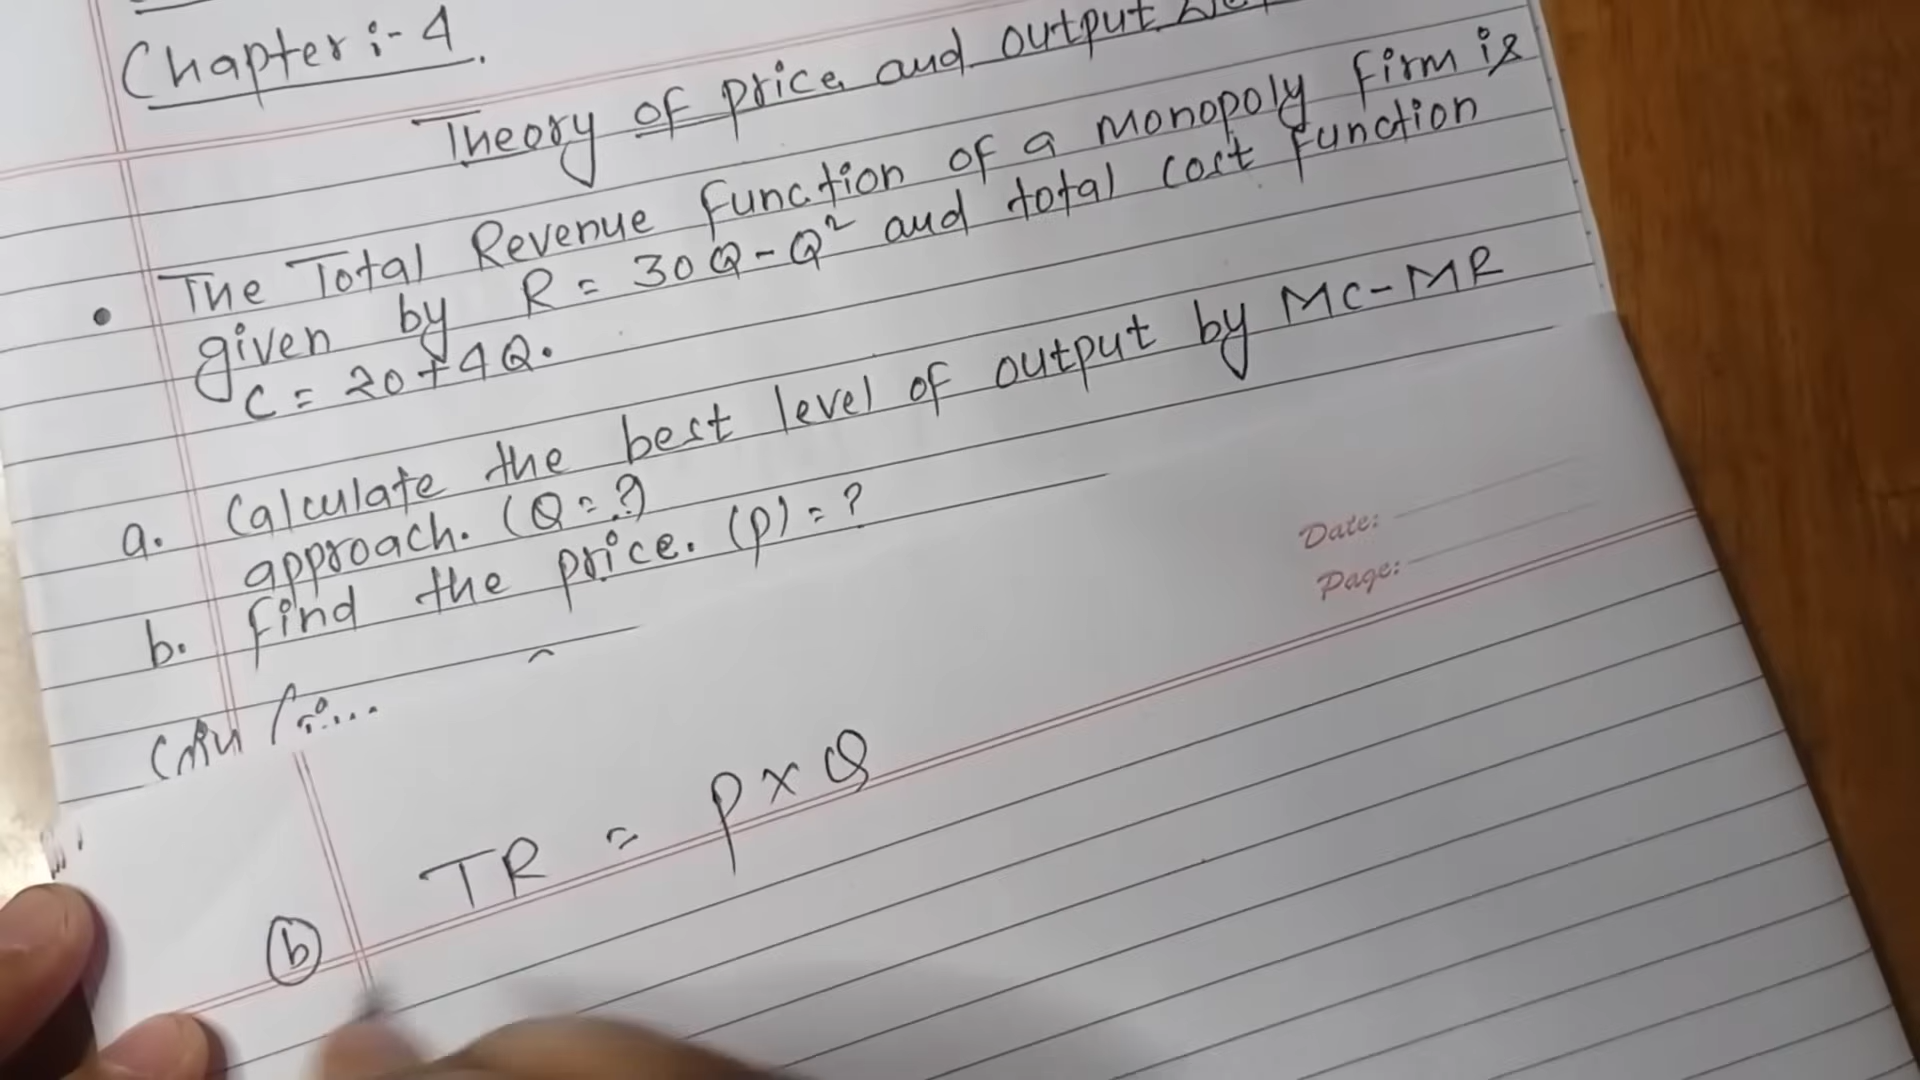 Chapter :- 4.
Theory of price and output
• The Total Revenue function of a monopoly firm is
given by R = 30Q - Q² and total cost function
C = 20 + 4Q.
a. Calculate the best level of output by MC-MR
approach. (Q = ?)
b. find the price. (P) = ?
Date:
Page:
TR = P × Q
(b)